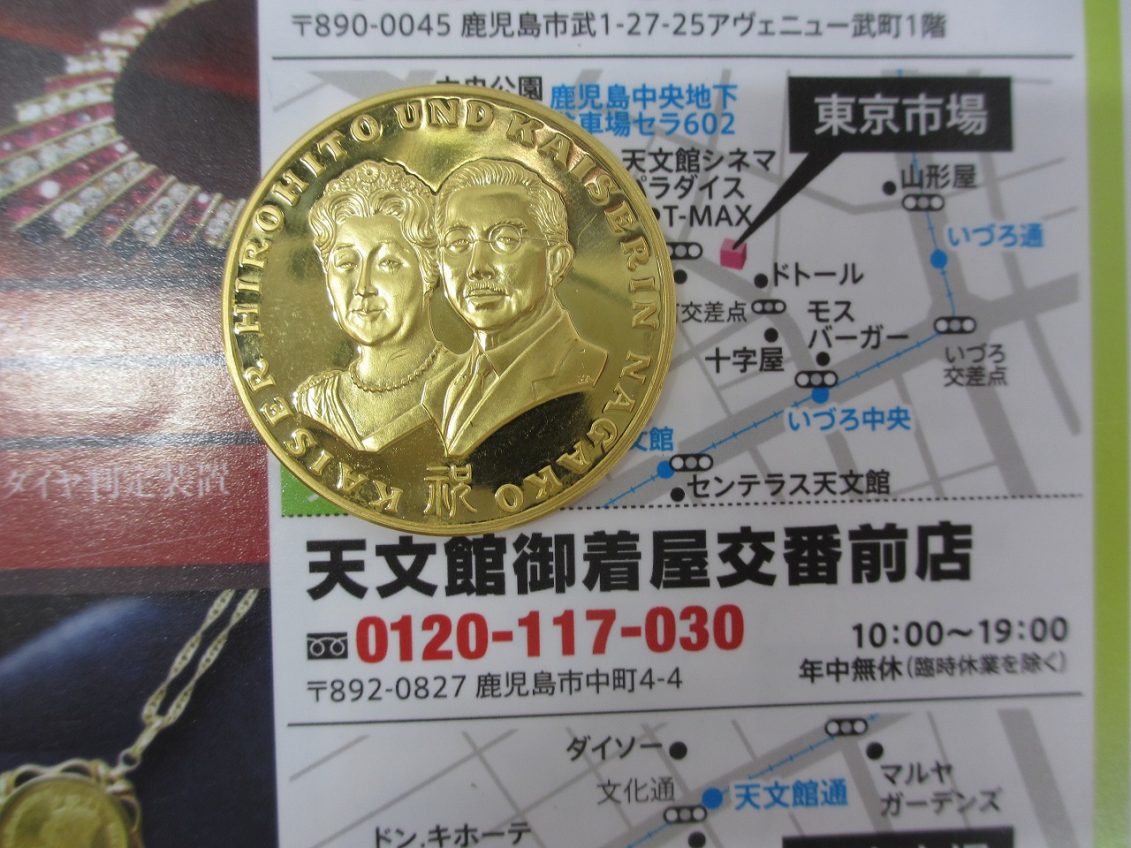 〒890-0045 鹿児島市武1-27-25アヴェニュー武町1階
鹿児島中央地下
車場セラ602
東京市場
天文館シネマ
パラダイス
T-MAX
山形屋
いづろ通
ドトール
交差点
モス
バーガー
十字屋
いづろ
交差点
いづろ中央
文館
センテラス天文館
KAISER HIROHITO UND KAISERIN NAGAKO
ダイヤ判定装置
天文館御着屋交番前店
0120-117-030
10:00～19:00
年中無休(臨時休業を除く)
〒892-0827 鹿児島市中町4-4
ダイソー
文化通
天文館通
マルヤ
ガーデンズ
ドン.キホーテ